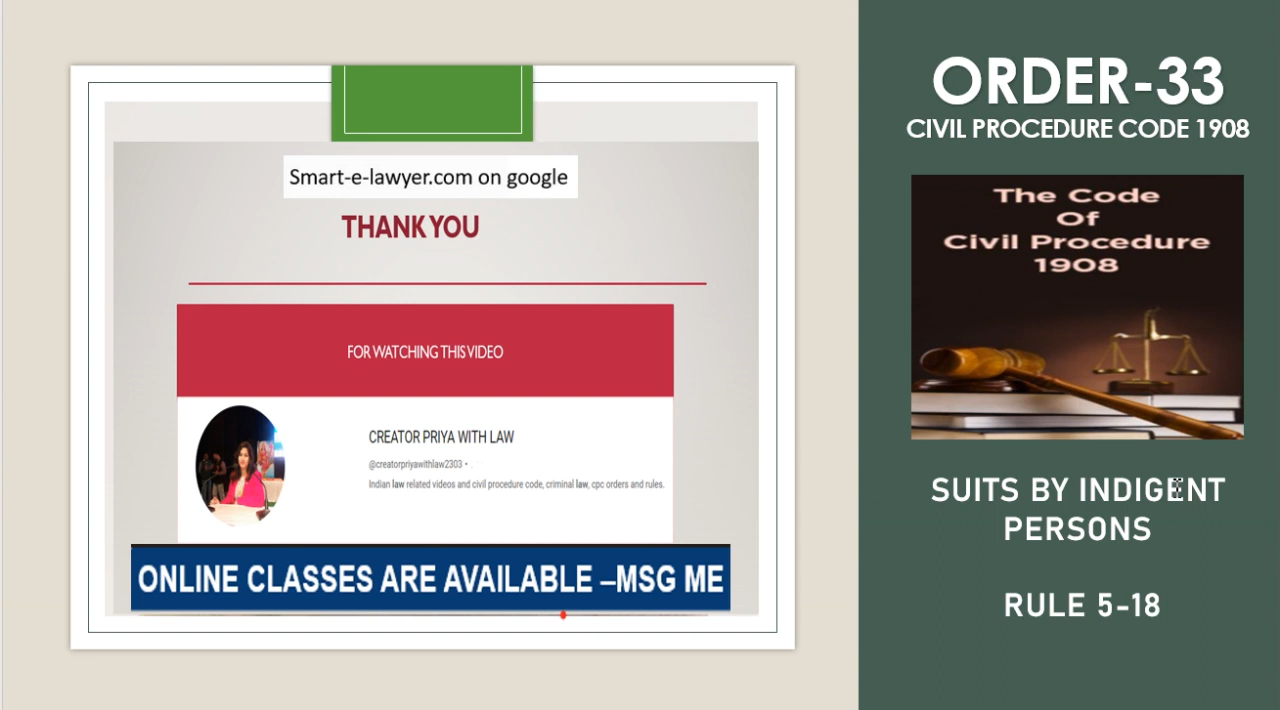 Smart-e-lawyer.com on google
THANK YOU
FOR WATCHING THIS VIDEO
CREATOR PRIYA WITH LAW
@creatorpriyawithlaw2303 •
Indian law related videos and civil procedure code, criminal law, cpc orders and rules.
ONLINE CLASSES ARE AVAILABLE –MSG ME
ORDER-33
CIVIL PROCEDURE CODE 1908
The Code
Of
Civil Procedure
1908
SUITS BY INDIGENT
PERSONS
RULE 5-18